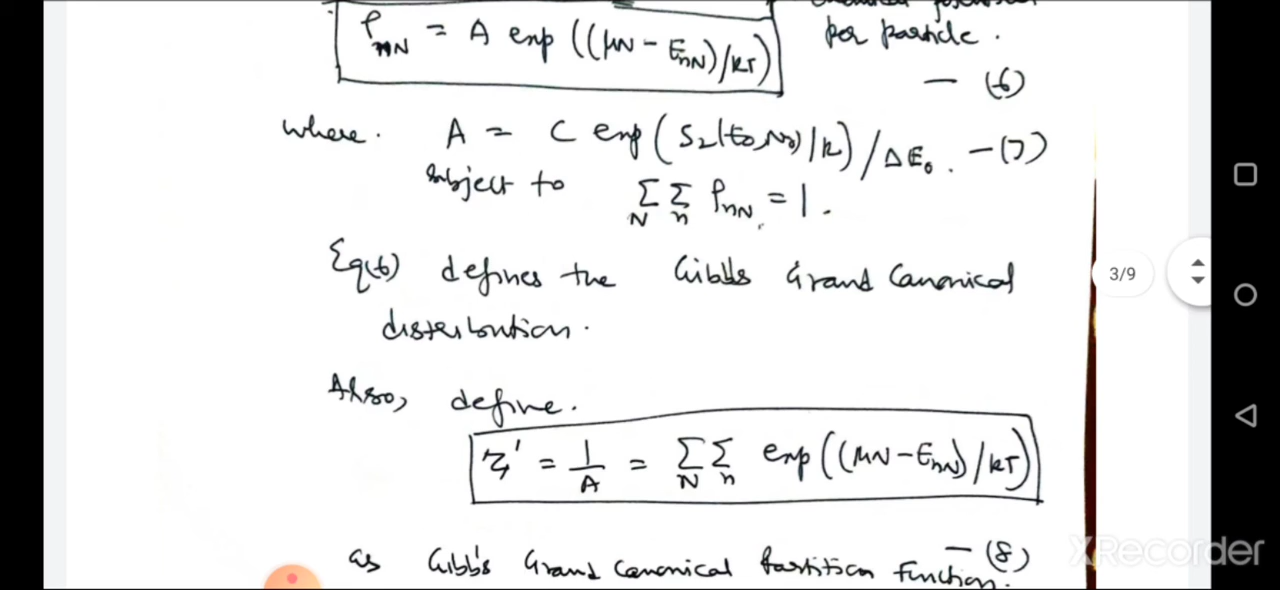 ρ_nN = A exp((μN - E_nN)/kT)
per particle.
— (6)
where. A = C exp(S₂(E₀,N₀)/k)/ΔE₀. — (7)
subject to Σ_N Σ_n ρ_nN = 1.
Eq(6) defines the Gibbs Grand Canonical
distribution.
Also, define.
Z' = 1/A = Σ_N Σ_n exp((μN - E_nN)/kT)
— (8)
as Gibb's Grand Canonical Partition Function.
3/9
XRecorder